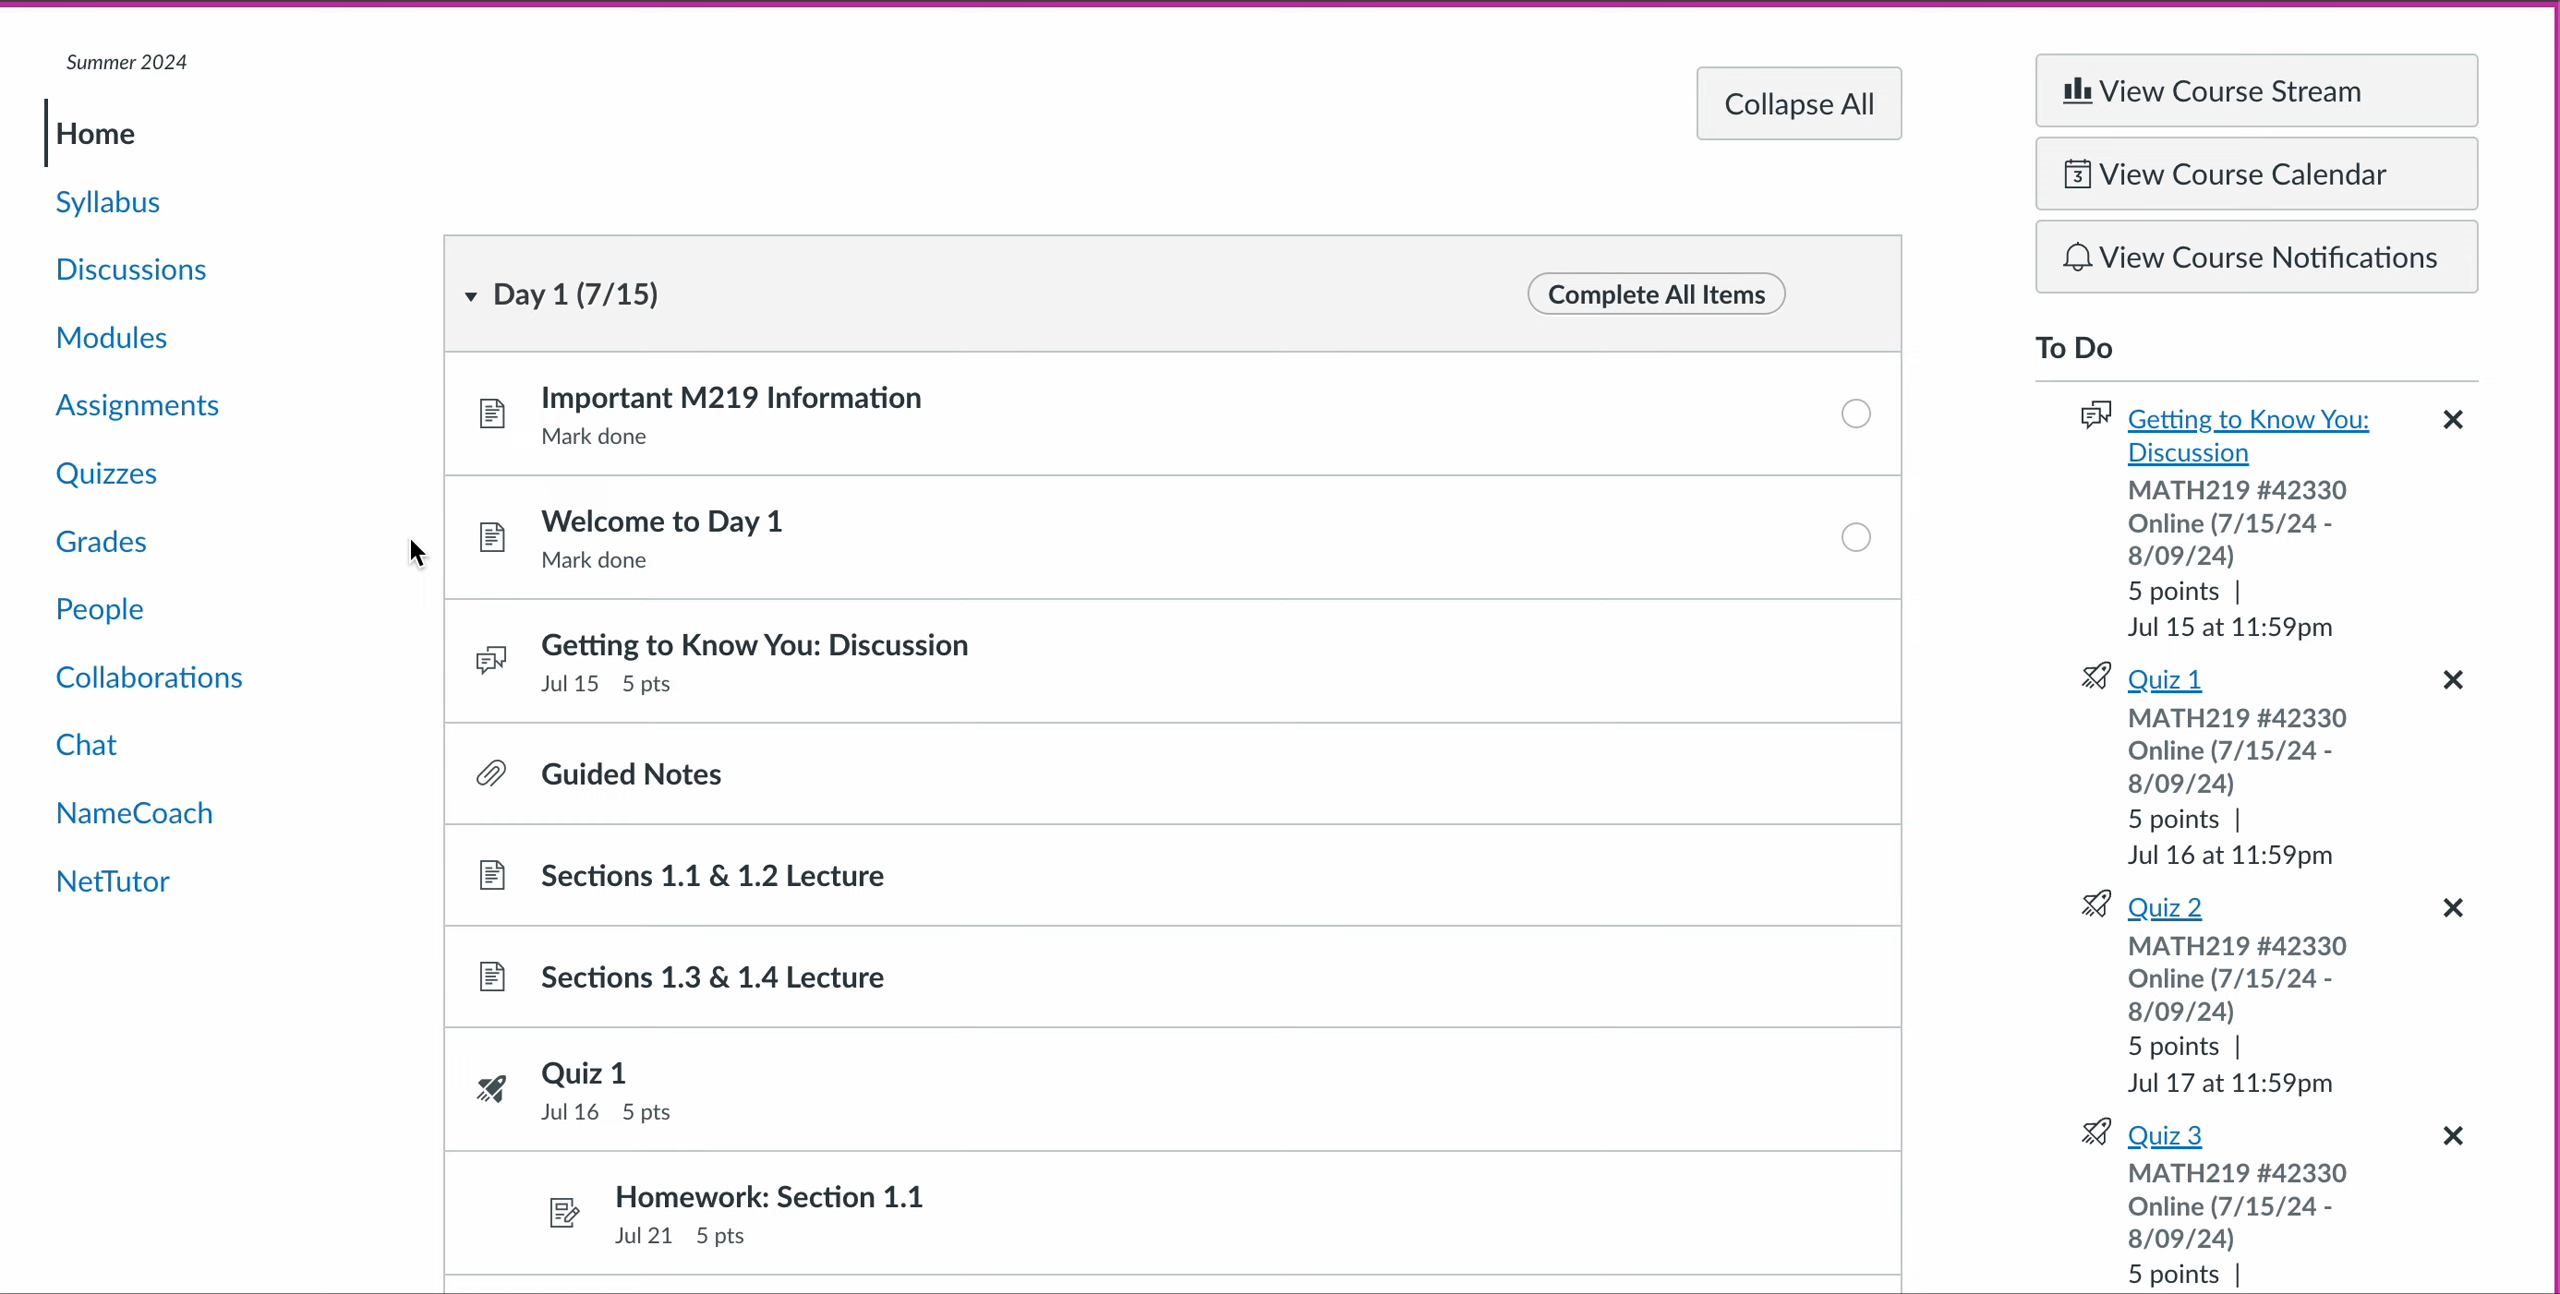 Summer 2024
Home
Syllabus
Discussions
Modules
Assignments
Quizzes
Grades
People
Collaborations
Chat
NameCoach
NetTutor
Collapse All
Day 1 (7/15)
Complete All Items
Important M219 Information
Mark done
Welcome to Day 1
Mark done
Getting to Know You: Discussion
Jul 15 5 pts
Guided Notes
Sections 1.1 & 1.2 Lecture
Sections 1.3 & 1.4 Lecture
Quiz 1
Jul 16 5 pts
Homework: Section 1.1
Jul 21 5 pts
View Course Stream
3 View Course Calendar
View Course Notifications
To Do
Getting to Know You:
Discussion
MATH219 #42330
Online (7/15/24 -
8/09/24)
5 points |
Jul 15 at 11:59pm
Quiz 1
MATH219 #42330
Online (7/15/24 -
8/09/24)
5 points |
Jul 16 at 11:59pm
Quiz 2
MATH219 #42330
Online (7/15/24 -
8/09/24)
5 points |
Jul 17 at 11:59pm
Quiz 3
MATH219 #42330
Online (7/15/24 -
8/09/24)
5 points |